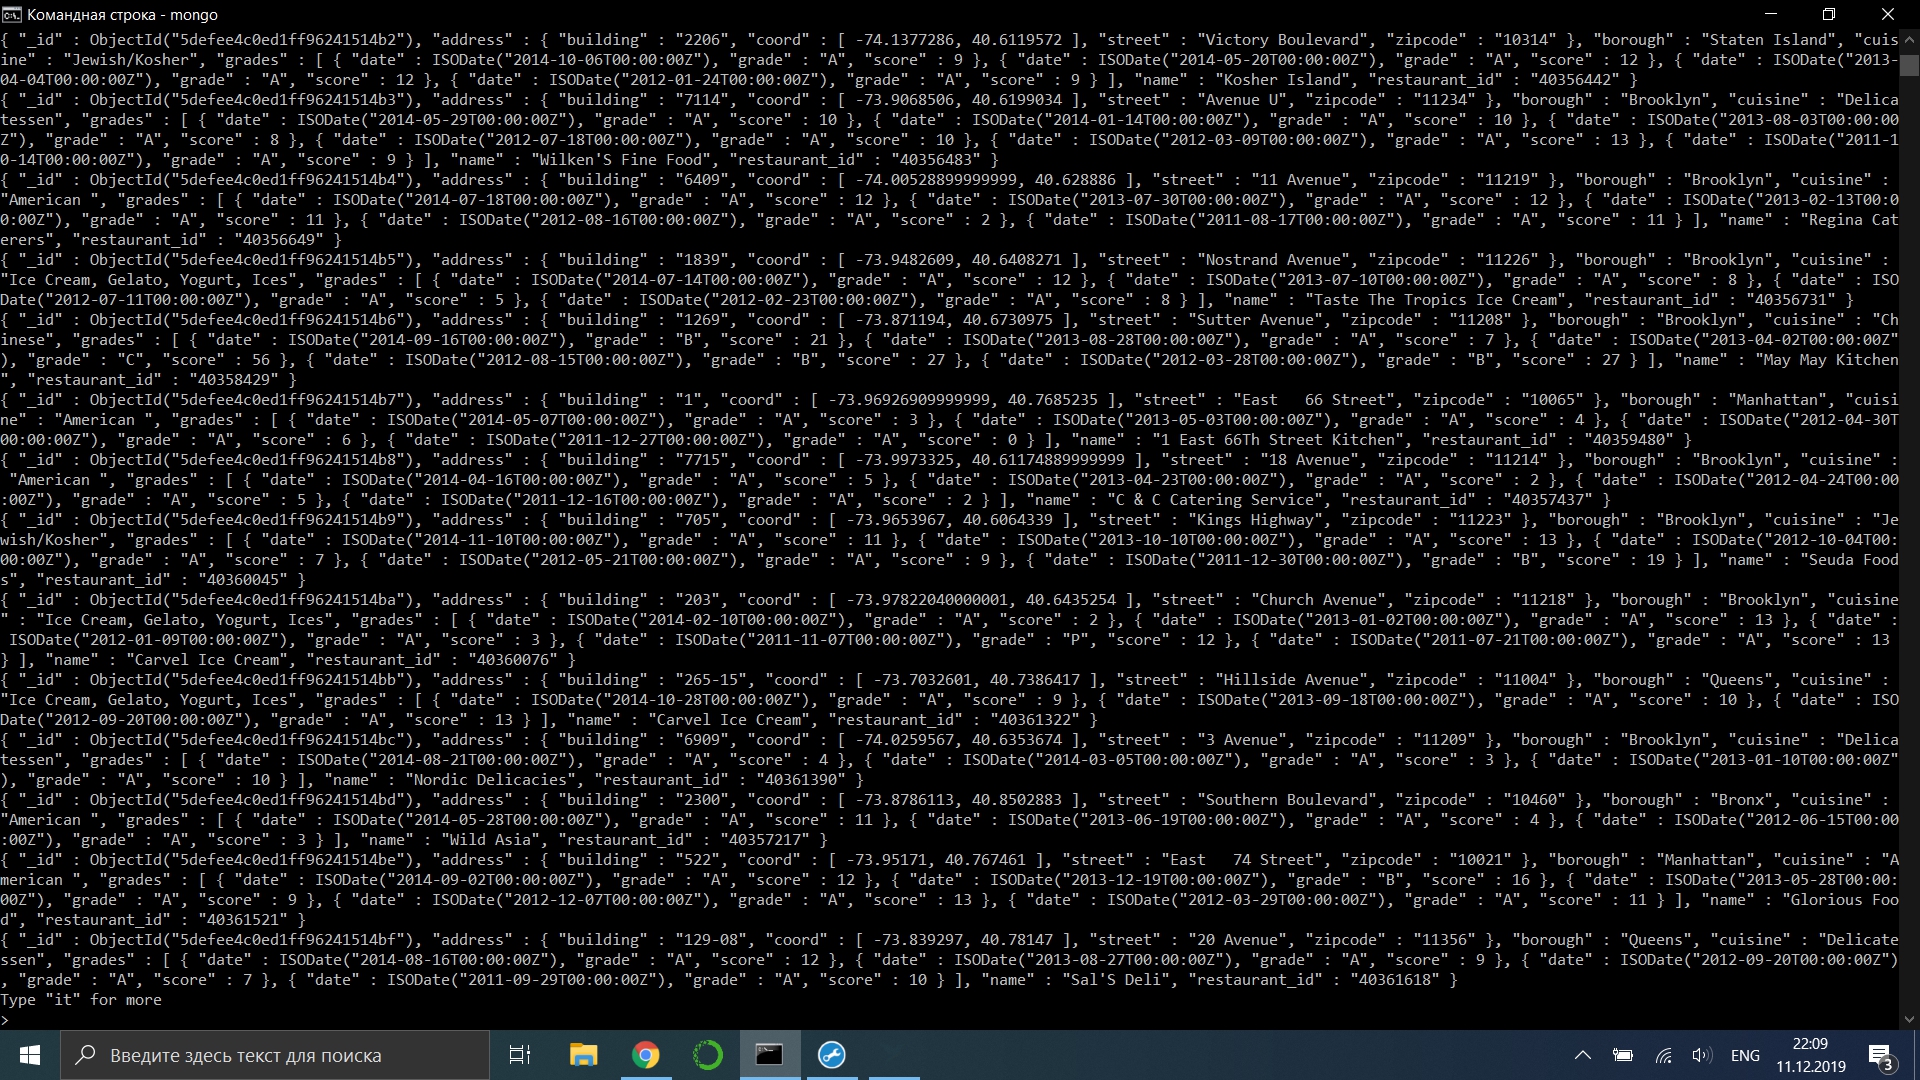 Командная строка - mongo
{ "_id" : ObjectId("5defee4c0ed1ff96241514b2"), "address" : { "building" : "2206", "coord" : [ -74.1377286, 40.6119572 ], "street" : "Victory Boulevard", "zipcode" : "10314" }, "borough" : "Staten Island", "cuis
ine" : "Jewish/Kosher", "grades" : [ { "date" : ISODate("2014-10-06T00:00:00Z"), "grade" : "A", "score" : 9 }, { "date" : ISODate("2014-05-20T00:00:00Z"), "grade" : "A", "score" : 12 }, { "date" : ISODate("2013-
04-04T00:00:00Z"), "grade" : "A", "score" : 12 }, { "date" : ISODate("2012-01-24T00:00:00Z"), "grade" : "A", "score" : 9 } ], "name" : "Kosher Island", "restaurant_id" : "40356442" }
{ "_id" : ObjectId("5defee4c0ed1ff96241514b3"), "address" : { "building" : "7114", "coord" : [ -73.9068506, 40.6199034 ], "street" : "Avenue U", "zipcode" : "11234" }, "borough" : "Brooklyn", "cuisine" : "Delica
tessen", "grades" : [ { "date" : ISODate("2014-05-29T00:00:00Z"), "grade" : "A", "score" : 10 }, { "date" : ISODate("2014-01-14T00:00:00Z"), "grade" : "A", "score" : 10 }, { "date" : ISODate("2013-08-03T00:00:00
Z"), "grade" : "A", "score" : 8 }, { "date" : ISODate("2012-07-18T00:00:00Z"), "grade" : "A", "score" : 10 }, { "date" : ISODate("2012-03-09T00:00:00Z"), "grade" : "A", "score" : 13 }, { "date" : ISODate("2011-1
0-14T00:00:00Z"), "grade" : "A", "score" : 9 } ], "name" : "Wilken'S Fine Food", "restaurant_id" : "40356483" }
{ "_id" : ObjectId("5defee4c0ed1ff96241514b4"), "address" : { "building" : "6409", "coord" : [ -74.00528899999999, 40.628886 ], "street" : "11 Avenue", "zipcode" : "11219" }, "borough" : "Brooklyn", "cuisine" :
"American ", "grades" : [ { "date" : ISODate("2014-07-18T00:00:00Z"), "grade" : "A", "score" : 12 }, { "date" : ISODate("2013-07-30T00:00:00Z"), "grade" : "A", "score" : 12 }, { "date" : ISODate("2013-02-13T00:0
0:00Z"), "grade" : "A", "score" : 11 }, { "date" : ISODate("2012-08-16T00:00:00Z"), "grade" : "A", "score" : 2 }, { "date" : ISODate("2011-08-17T00:00:00Z"), "grade" : "A", "score" : 11 } ], "name" : "Regina Cat
erers", "restaurant_id" : "40356649" }
{ "_id" : ObjectId("5defee4c0ed1ff96241514b5"), "address" : { "building" : "1839", "coord" : [ -73.9482609, 40.6408271 ], "street" : "Nostrand Avenue", "zipcode" : "11226" }, "borough" : "Brooklyn", "cuisine" :
"Ice Cream, Gelato, Yogurt, Ices", "grades" : [ { "date" : ISODate("2014-07-14T00:00:00Z"), "grade" : "A", "score" : 12 }, { "date" : ISODate("2013-07-10T00:00:00Z"), "grade" : "A", "score" : 8 }, { "date" : ISO
Date("2012-07-11T00:00:00Z"), "grade" : "A", "score" : 5 }, { "date" : ISODate("2012-02-23T00:00:00Z"), "grade" : "A", "score" : 8 } ], "name" : "Taste The Tropics Ice Cream", "restaurant_id" : "40356731" }
{ "_id" : ObjectId("5defee4c0ed1ff96241514b6"), "address" : { "building" : "1269", "coord" : [ -73.871194, 40.6730975 ], "street" : "Sutter Avenue", "zipcode" : "11208" }, "borough" : "Brooklyn", "cuisine" : "Ch
inese", "grades" : [ { "date" : ISODate("2014-09-16T00:00:00Z"), "grade" : "B", "score" : 21 }, { "date" : ISODate("2013-08-28T00:00:00Z"), "grade" : "A", "score" : 7 }, { "date" : ISODate("2013-04-02T00:00:00Z"
), "grade" : "C", "score" : 56 }, { "date" : ISODate("2012-08-15T00:00:00Z"), "grade" : "B", "score" : 27 }, { "date" : ISODate("2012-03-28T00:00:00Z"), "grade" : "B", "score" : 27 } ], "name" : "May May Kitchen
", "restaurant_id" : "40358429" }
{ "_id" : ObjectId("5defee4c0ed1ff96241514b7"), "address" : { "building" : "1", "coord" : [ -73.96926909999999, 40.7685235 ], "street" : "East   66 Street", "zipcode" : "10065" }, "borough" : "Manhattan", "cuisi
ne" : "American ", "grades" : [ { "date" : ISODate("2014-05-07T00:00:00Z"), "grade" : "A", "score" : 3 }, { "date" : ISODate("2013-05-03T00:00:00Z"), "grade" : "A", "score" : 4 }, { "date" : ISODate("2012-04-30T
00:00:00Z"), "grade" : "A", "score" : 6 }, { "date" : ISODate("2011-12-27T00:00:00Z"), "grade" : "A", "score" : 0 } ], "name" : "1 East 66Th Street Kitchen", "restaurant_id" : "40359480" }
{ "_id" : ObjectId("5defee4c0ed1ff96241514b8"), "address" : { "building" : "7715", "coord" : [ -73.9973325, 40.61174889999999 ], "street" : "18 Avenue", "zipcode" : "11214" }, "borough" : "Brooklyn", "cuisine" :
 "American ", "grades" : [ { "date" : ISODate("2014-04-16T00:00:00Z"), "grade" : "A", "score" : 5 }, { "date" : ISODate("2013-04-23T00:00:00Z"), "grade" : "A", "score" : 2 }, { "date" : ISODate("2012-04-24T00:00
:00Z"), "grade" : "A", "score" : 5 }, { "date" : ISODate("2011-12-16T00:00:00Z"), "grade" : "A", "score" : 2 } ], "name" : "C & C Catering Service", "restaurant_id" : "40357437" }
{ "_id" : ObjectId("5defee4c0ed1ff96241514b9"), "address" : { "building" : "705", "coord" : [ -73.9653967, 40.6064339 ], "street" : "Kings Highway", "zipcode" : "11223" }, "borough" : "Brooklyn", "cuisine" : "Je
wish/Kosher", "grades" : [ { "date" : ISODate("2014-11-10T00:00:00Z"), "grade" : "A", "score" : 11 }, { "date" : ISODate("2013-10-10T00:00:00Z"), "grade" : "A", "score" : 13 }, { "date" : ISODate("2012-10-04T00:
00:00Z"), "grade" : "A", "score" : 7 }, { "date" : ISODate("2012-05-21T00:00:00Z"), "grade" : "A", "score" : 9 }, { "date" : ISODate("2011-12-30T00:00:00Z"), "grade" : "B", "score" : 19 } ], "name" : "Seuda Food
s", "restaurant_id" : "40360045" }
{ "_id" : ObjectId("5defee4c0ed1ff96241514ba"), "address" : { "building" : "203", "coord" : [ -73.97822040000001, 40.6435254 ], "street" : "Church Avenue", "zipcode" : "11218" }, "borough" : "Brooklyn", "cuisine
" : "Ice Cream, Gelato, Yogurt, Ices", "grades" : [ { "date" : ISODate("2014-02-10T00:00:00Z"), "grade" : "A", "score" : 2 }, { "date" : ISODate("2013-01-02T00:00:00Z"), "grade" : "A", "score" : 13 }, { "date" :
 ISODate("2012-01-09T00:00:00Z"), "grade" : "A", "score" : 3 }, { "date" : ISODate("2011-11-07T00:00:00Z"), "grade" : "P", "score" : 12 }, { "date" : ISODate("2011-07-21T00:00:00Z"), "grade" : "A", "score" : 13
} ], "name" : "Carvel Ice Cream", "restaurant_id" : "40360076" }
{ "_id" : ObjectId("5defee4c0ed1ff96241514bb"), "address" : { "building" : "265-15", "coord" : [ -73.7032601, 40.7386417 ], "street" : "Hillside Avenue", "zipcode" : "11004" }, "borough" : "Queens", "cuisine" :
"Ice Cream, Gelato, Yogurt, Ices", "grades" : [ { "date" : ISODate("2014-10-28T00:00:00Z"), "grade" : "A", "score" : 9 }, { "date" : ISODate("2013-09-18T00:00:00Z"), "grade" : "A", "score" : 10 }, { "date" : ISO
Date("2012-09-20T00:00:00Z"), "grade" : "A", "score" : 13 } ], "name" : "Carvel Ice Cream", "restaurant_id" : "40361322" }
{ "_id" : ObjectId("5defee4c0ed1ff96241514bc"), "address" : { "building" : "6909", "coord" : [ -74.0259567, 40.6353674 ], "street" : "3 Avenue", "zipcode" : "11209" }, "borough" : "Brooklyn", "cuisine" : "Delica
tessen", "grades" : [ { "date" : ISODate("2014-08-21T00:00:00Z"), "grade" : "A", "score" : 4 }, { "date" : ISODate("2014-03-05T00:00:00Z"), "grade" : "A", "score" : 3 }, { "date" : ISODate("2013-01-10T00:00:00Z"
), "grade" : "A", "score" : 10 } ], "name" : "Nordic Delicacies", "restaurant_id" : "40361390" }
{ "_id" : ObjectId("5defee4c0ed1ff96241514bd"), "address" : { "building" : "2300", "coord" : [ -73.8786113, 40.8502883 ], "street" : "Southern Boulevard", "zipcode" : "10460" }, "borough" : "Bronx", "cuisine" :
"American ", "grades" : [ { "date" : ISODate("2014-05-28T00:00:00Z"), "grade" : "A", "score" : 11 }, { "date" : ISODate("2013-06-19T00:00:00Z"), "grade" : "A", "score" : 4 }, { "date" : ISODate("2012-06-15T00:00
:00Z"), "grade" : "A", "score" : 3 } ], "name" : "Wild Asia", "restaurant_id" : "40357217" }
{ "_id" : ObjectId("5defee4c0ed1ff96241514be"), "address" : { "building" : "522", "coord" : [ -73.95171, 40.767461 ], "street" : "East   74 Street", "zipcode" : "10021" }, "borough" : "Manhattan", "cuisine" : "A
merican ", "grades" : [ { "date" : ISODate("2014-09-02T00:00:00Z"), "grade" : "A", "score" : 12 }, { "date" : ISODate("2013-12-19T00:00:00Z"), "grade" : "B", "score" : 16 }, { "date" : ISODate("2013-05-28T00:00:
00Z"), "grade" : "A", "score" : 9 }, { "date" : ISODate("2012-12-07T00:00:00Z"), "grade" : "A", "score" : 13 }, { "date" : ISODate("2012-03-29T00:00:00Z"), "grade" : "A", "score" : 11 } ], "name" : "Glorious Foo
d", "restaurant_id" : "40361521" }
{ "_id" : ObjectId("5defee4c0ed1ff96241514bf"), "address" : { "building" : "129-08", "coord" : [ -73.839297, 40.78147 ], "street" : "20 Avenue", "zipcode" : "11356" }, "borough" : "Queens", "cuisine" : "Delicate
ssen", "grades" : [ { "date" : ISODate("2014-08-16T00:00:00Z"), "grade" : "A", "score" : 12 }, { "date" : ISODate("2013-08-27T00:00:00Z"), "grade" : "A", "score" : 9 }, { "date" : ISODate("2012-09-20T00:00:00Z")
, "grade" : "A", "score" : 7 }, { "date" : ISODate("2011-09-29T00:00:00Z"), "grade" : "A", "score" : 10 } ], "name" : "Sal'S Deli", "restaurant_id" : "40361618" }
Type "it" for more
>
Введите здесь текст для поиска
ENG
22:09
11.12.2019
3